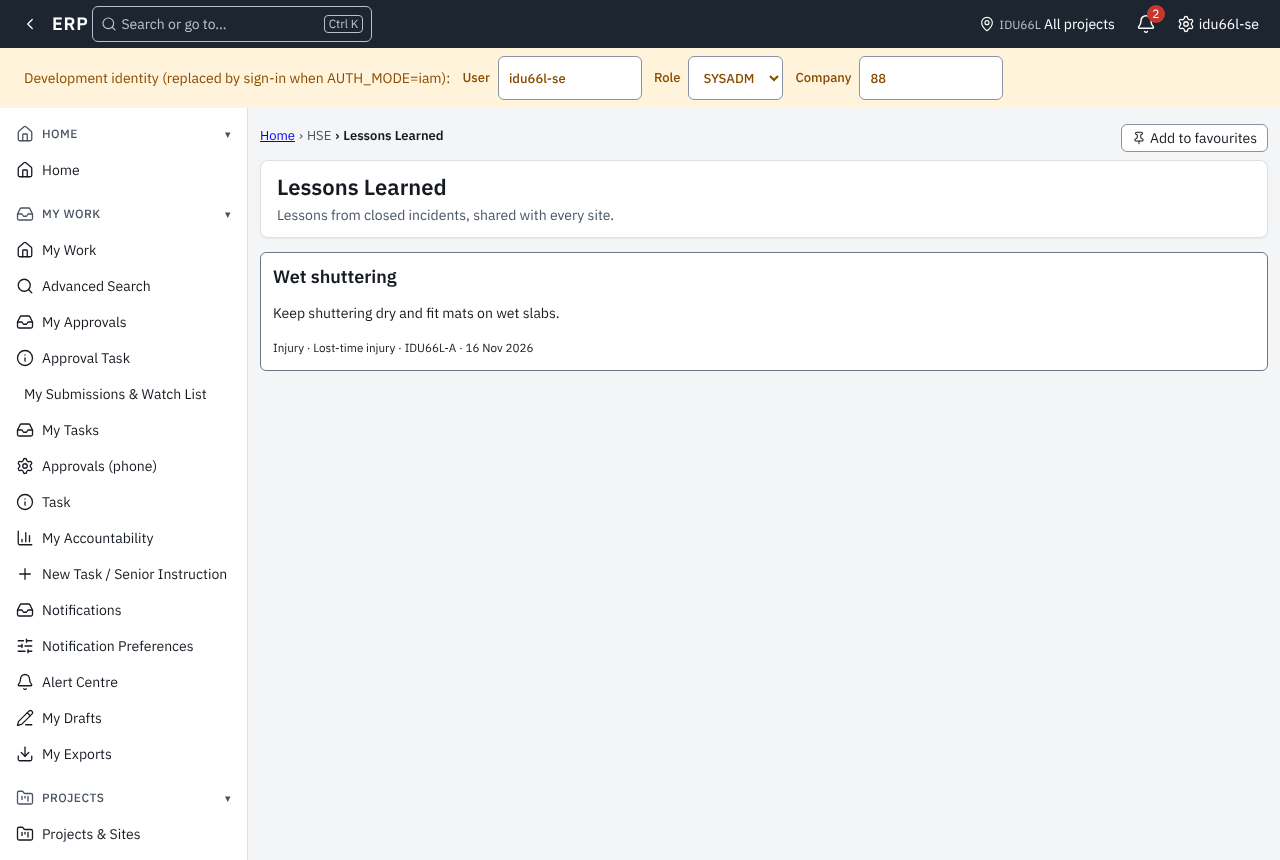 ERP
Search or go to...
Ctrl K
IDU66L All projects
2
idu66l-se
Development identity (replaced by sign-in when AUTH_MODE=iam):
User
idu66l-se
Role
SYSADM
Company
88
HOME
Home
MY WORK
My Work
Advanced Search
My Approvals
Approval Task
My Submissions & Watch List
My Tasks
Approvals (phone)
Task
My Accountability
New Task / Senior Instruction
Notifications
Notification Preferences
Alert Centre
My Drafts
My Exports
PROJECTS
Projects & Sites
Home › HSE › Lessons Learned
Add to favourites
Lessons Learned
Lessons from closed incidents, shared with every site.
Wet shuttering
Keep shuttering dry and fit mats on wet slabs.
Injury · Lost-time injury · IDU66L-A · 16 Nov 2026